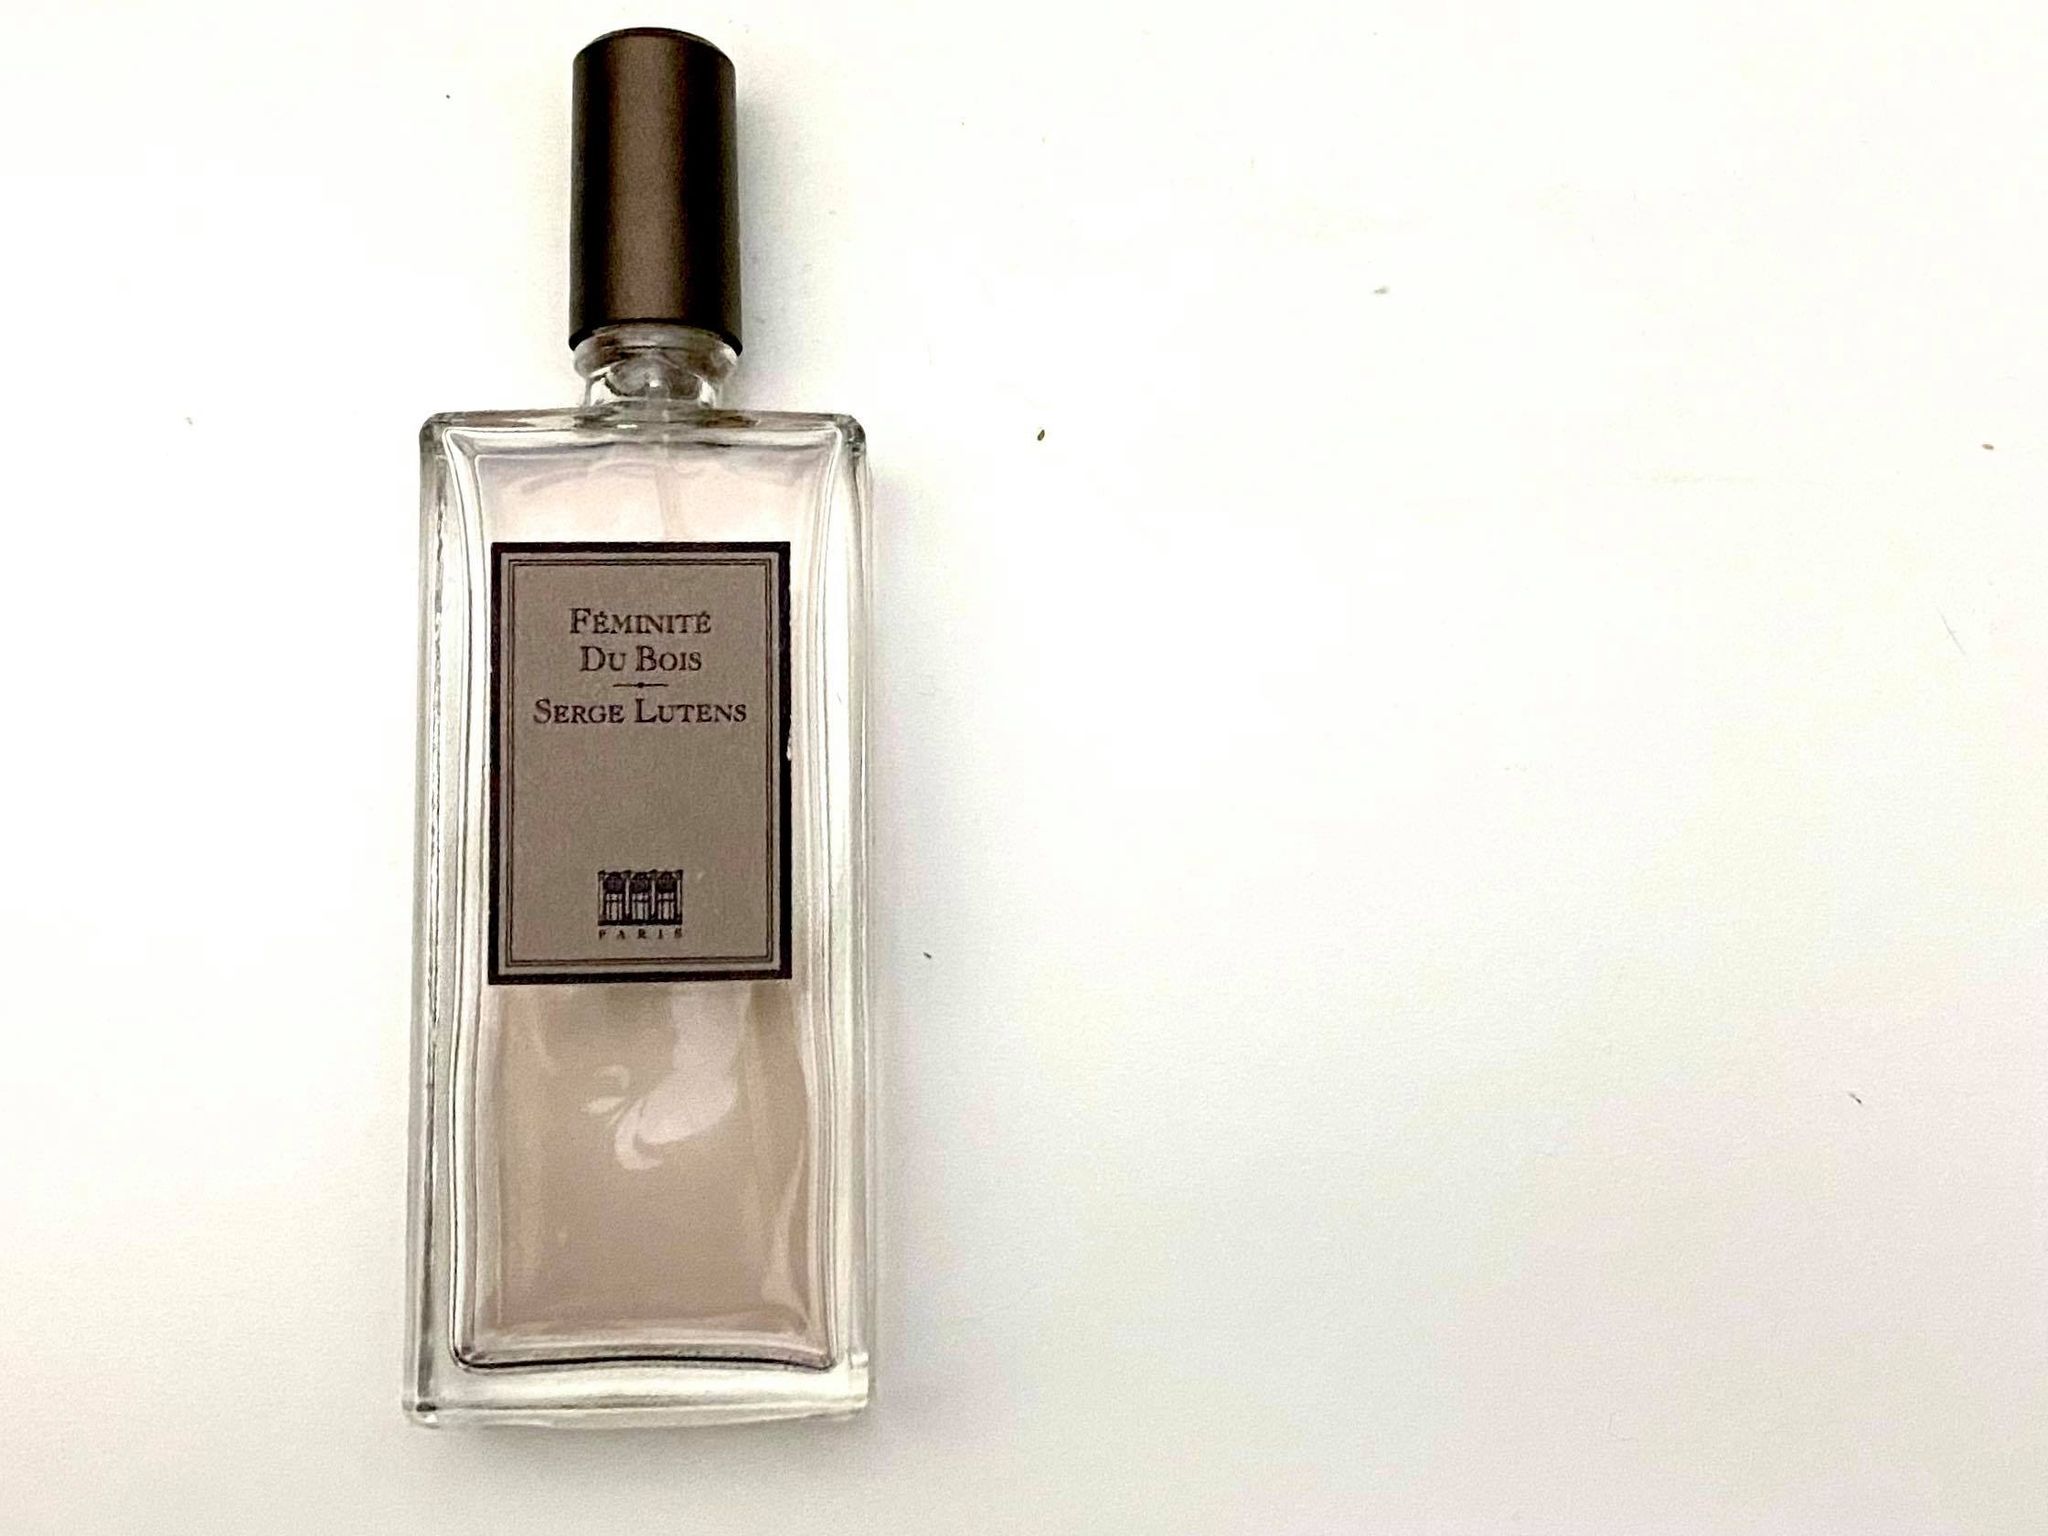 FÉMINITÉ
DU BOIS
SERGE LUTENS
PARIS